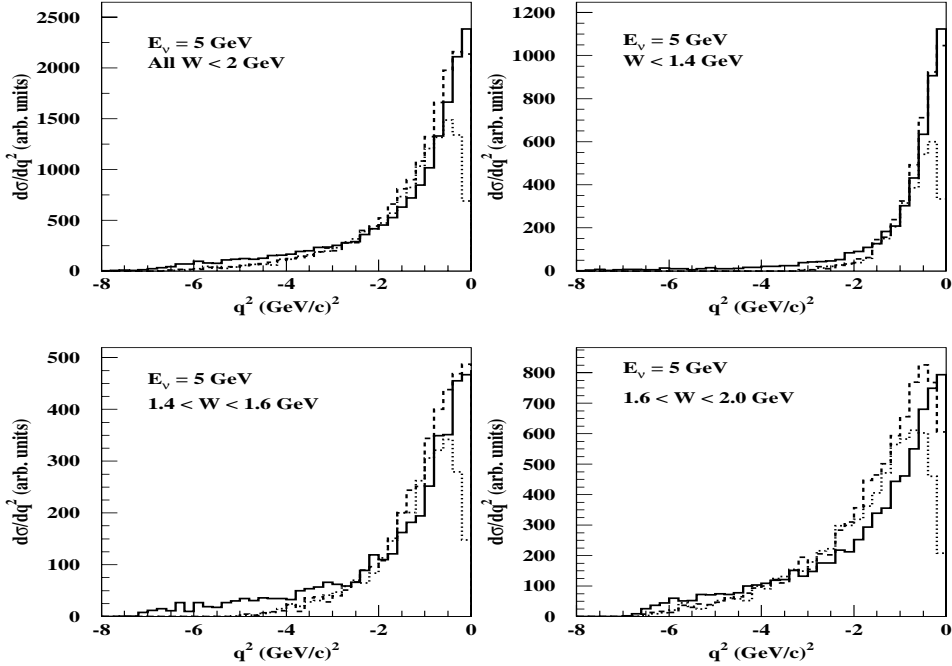 E_ν = 5 GeV
All W < 2 GeV
dσ/dq² (arb. units)
2500
2000
1500
1000
500
0
-8 -6 -4 -2 0
q² (GeV/c)²
E_ν = 5 GeV
W < 1.4 GeV
dσ/dq² (arb. units)
1200
1000
800
600
400
200
0
-8 -6 -4 -2 0
q² (GeV/c)²
E_ν = 5 GeV
1.4 < W < 1.6 GeV
dσ/dq² (arb. units)
500
400
300
200
100
0
-8 -6 -4 -2 0
q² (GeV/c)²
E_ν = 5 GeV
1.6 < W < 2.0 GeV
dσ/dq² (arb. units)
800
700
600
500
400
300
200
100
0
-8 -6 -4 -2 0
q² (GeV/c)²